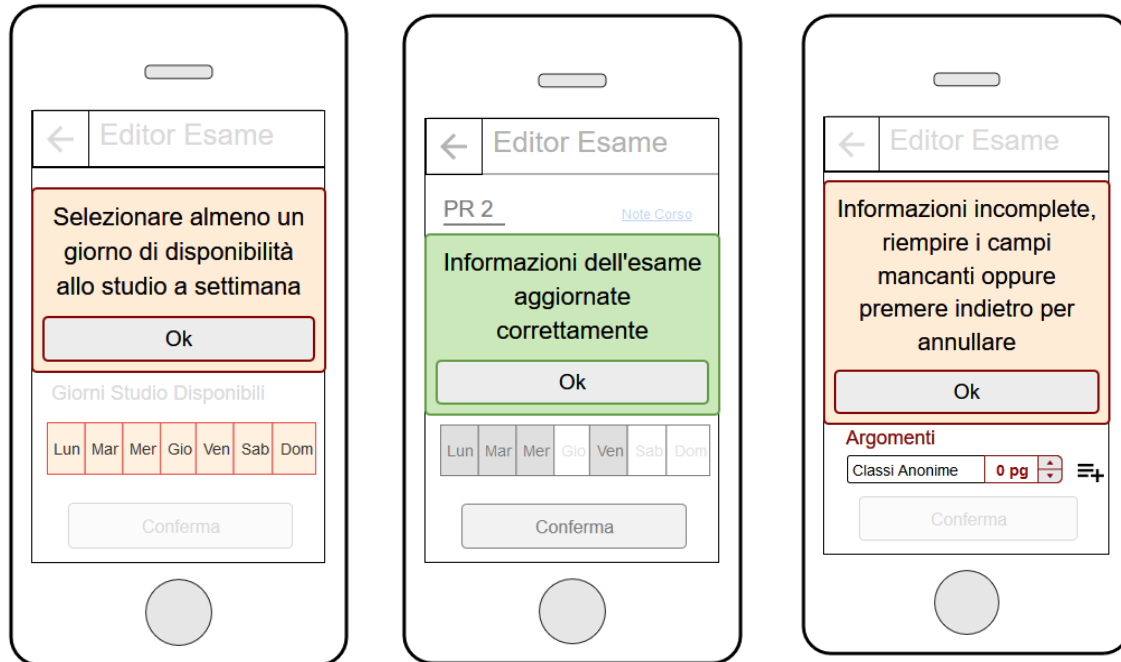 Editor Esame
Selezionare almeno un
giorno di disponibilità
allo studio a settimana
Ok
Giorni Studio Disponibili
Lun Mar Mer Gio Ven Sab Dom
Conferma
Editor Esame
PR 2 Note Corso
Informazioni dell'esame
aggiornate
correttamente
Ok
Lun Mar Mer Gio Ven Sab Dom
Conferma
Editor Esame
Informazioni incomplete,
riempire i campi
mancanti oppure
premere indietro per
annullare
Ok
Argomenti
Classi Anonime 0 pg
Conferma